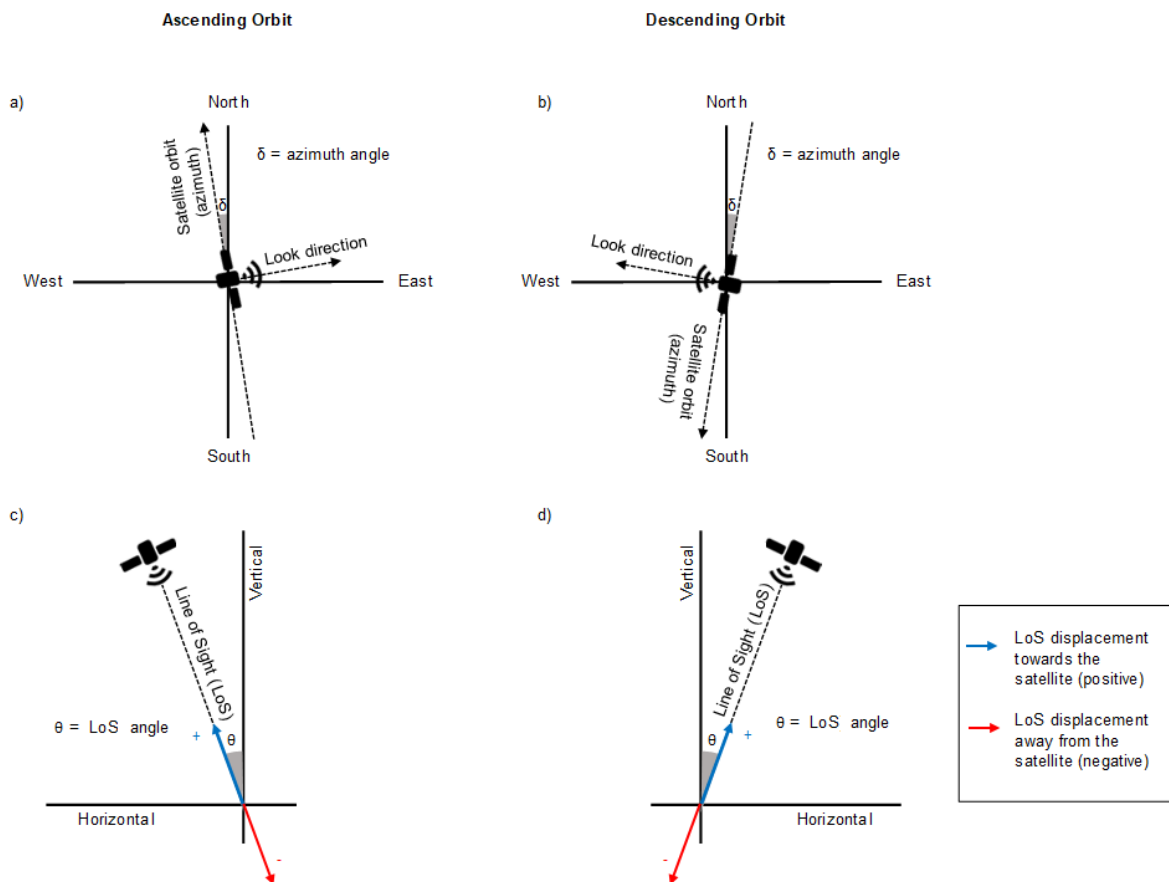 Ascending Orbit
Descending Orbit
a)
North
Satellite orbit
(azimuth)
δ = azimuth angle
δ
Look direction
West
East
South
b)
North
δ = azimuth angle
δ
Look direction
West
East
Satellite orbit
(azimuth)
South
c)
Vertical
Line of Sight (LoS)
θ = LoS angle
+
θ
Horizontal
-
d)
Vertical
Line of Sight (LoS)
θ = LoS angle
θ
+
Horizontal
-
LoS displacement
towards the
satellite (positive)
LoS displacement
away from the
satellite (negative)